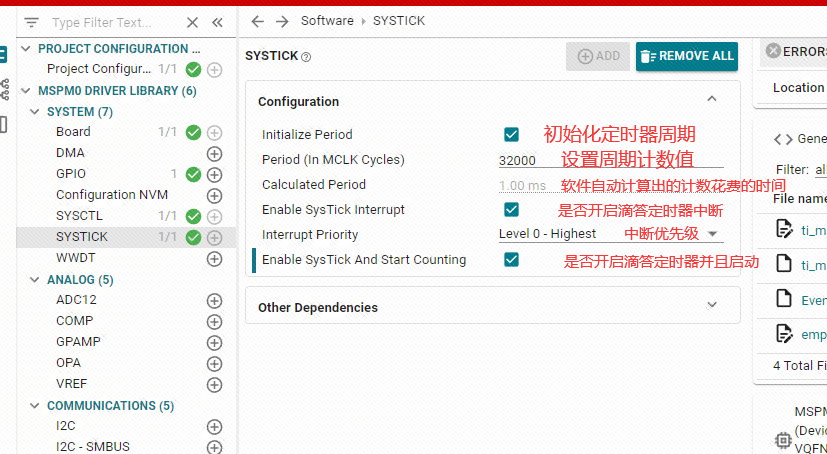 Type Filter Text...
Software > SYSTICK
PROJECT CONFIGURATION ...
Project Configur... 1/1
MSPM0 DRIVER LIBRARY (6)
SYSTEM (7)
Board 1/1
DMA
GPIO 1
Configuration NVM
SYSCTL 1/1
SYSTICK 1/1
WWDT
ANALOG (5)
ADC12
COMP
GPAMP
OPA
VREF
COMMUNICATIONS (5)
I2C
I2C - SMBUS
SYSTICK
ADD
REMOVE ALL
Configuration
Initialize Period 初始化定时器周期
Period (In MCLK Cycles) 32000 设置周期计数值
Calculated Period 1.00 ms 软件自动计算出的计数花费的时间
Enable SysTick Interrupt 是否开启滴答定时器中断
Interrupt Priority Level 0 - Highest 中断优先级
Enable SysTick And Start Counting 是否开启滴答定时器并且启动
Other Dependencies
ERRORS
Location
Gene
Filter: al
File name
ti_m
ti_m
Even
emp
4 Total Fi
MSPM
(Devic
VQFN